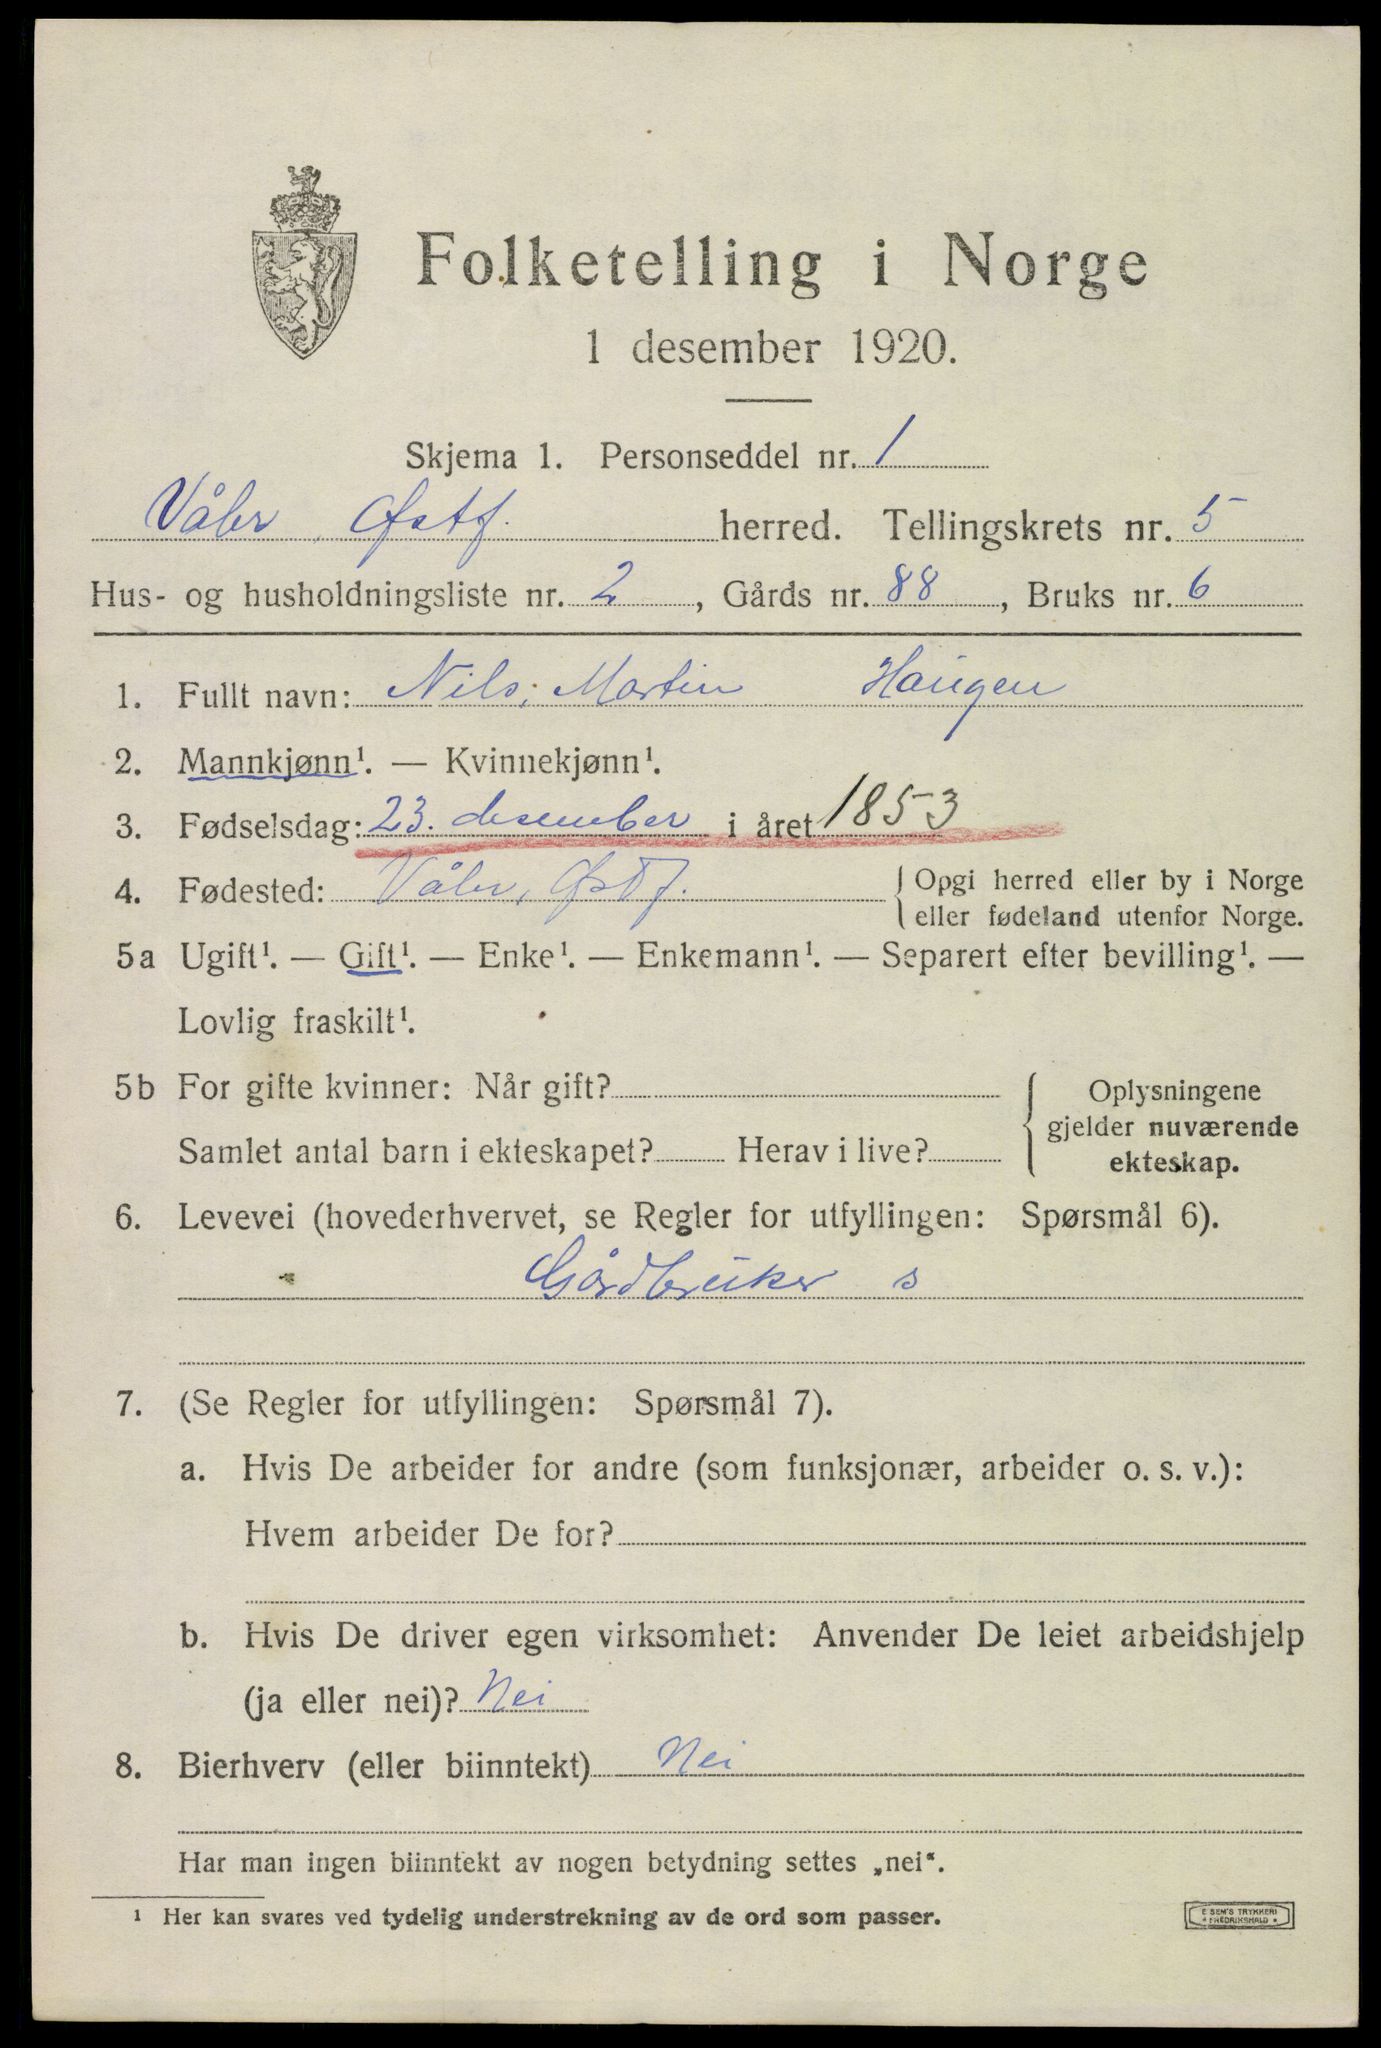 Folketelling i Norge
1 desember 1920.
Skjema 1. Personseddel nr. 1
Våler, Østf. herred. Tellingskrets nr. 5
Hus- og husholdningsliste nr. 2, Gårds nr. 88, Bruks nr. 6
1. Fullt navn: Nils, Martin Haugen
2. Mannkjønn¹. — Kvinnekjønn¹.
3. Fødselsdag: 23. desember i året 1853
4. Fødested: Våler, Østf. { Opgi herred eller by i Norge
eller fødeland utenfor Norge.
5a Ugift¹. — Gift¹. — Enke¹. — Enkemann¹. — Separert efter bevilling¹. —
Lovlig fraskilt¹.
5b For gifte kvinner: Når gift?
Samlet antal barn i ekteskapet? Herav i live?
{ Oplysningene
gjelder nuværende
ekteskap.
6. Levevei (hovederhvervet, se Regler for utfyllingen: Spørsmål 6).
Gårdbruker s
7. (Se Regler for utfyllingen: Spørsmål 7).
a. Hvis De arbeider for andre (som funksjonær, arbeider o. s. v.):
Hvem arbeider De for?
b. Hvis De driver egen virksomhet: Anvender De leiet arbeidshjelp
(ja eller nei)? Nei
8. Bierhverv (eller biinntekt) Nei
Har man ingen biinntekt av nogen betydning settes „nei“.
¹ Her kan svares ved tydelig understrekning av de ord som passer.
E SEM'S TRYKKERI
• FREDRIKSHALD •